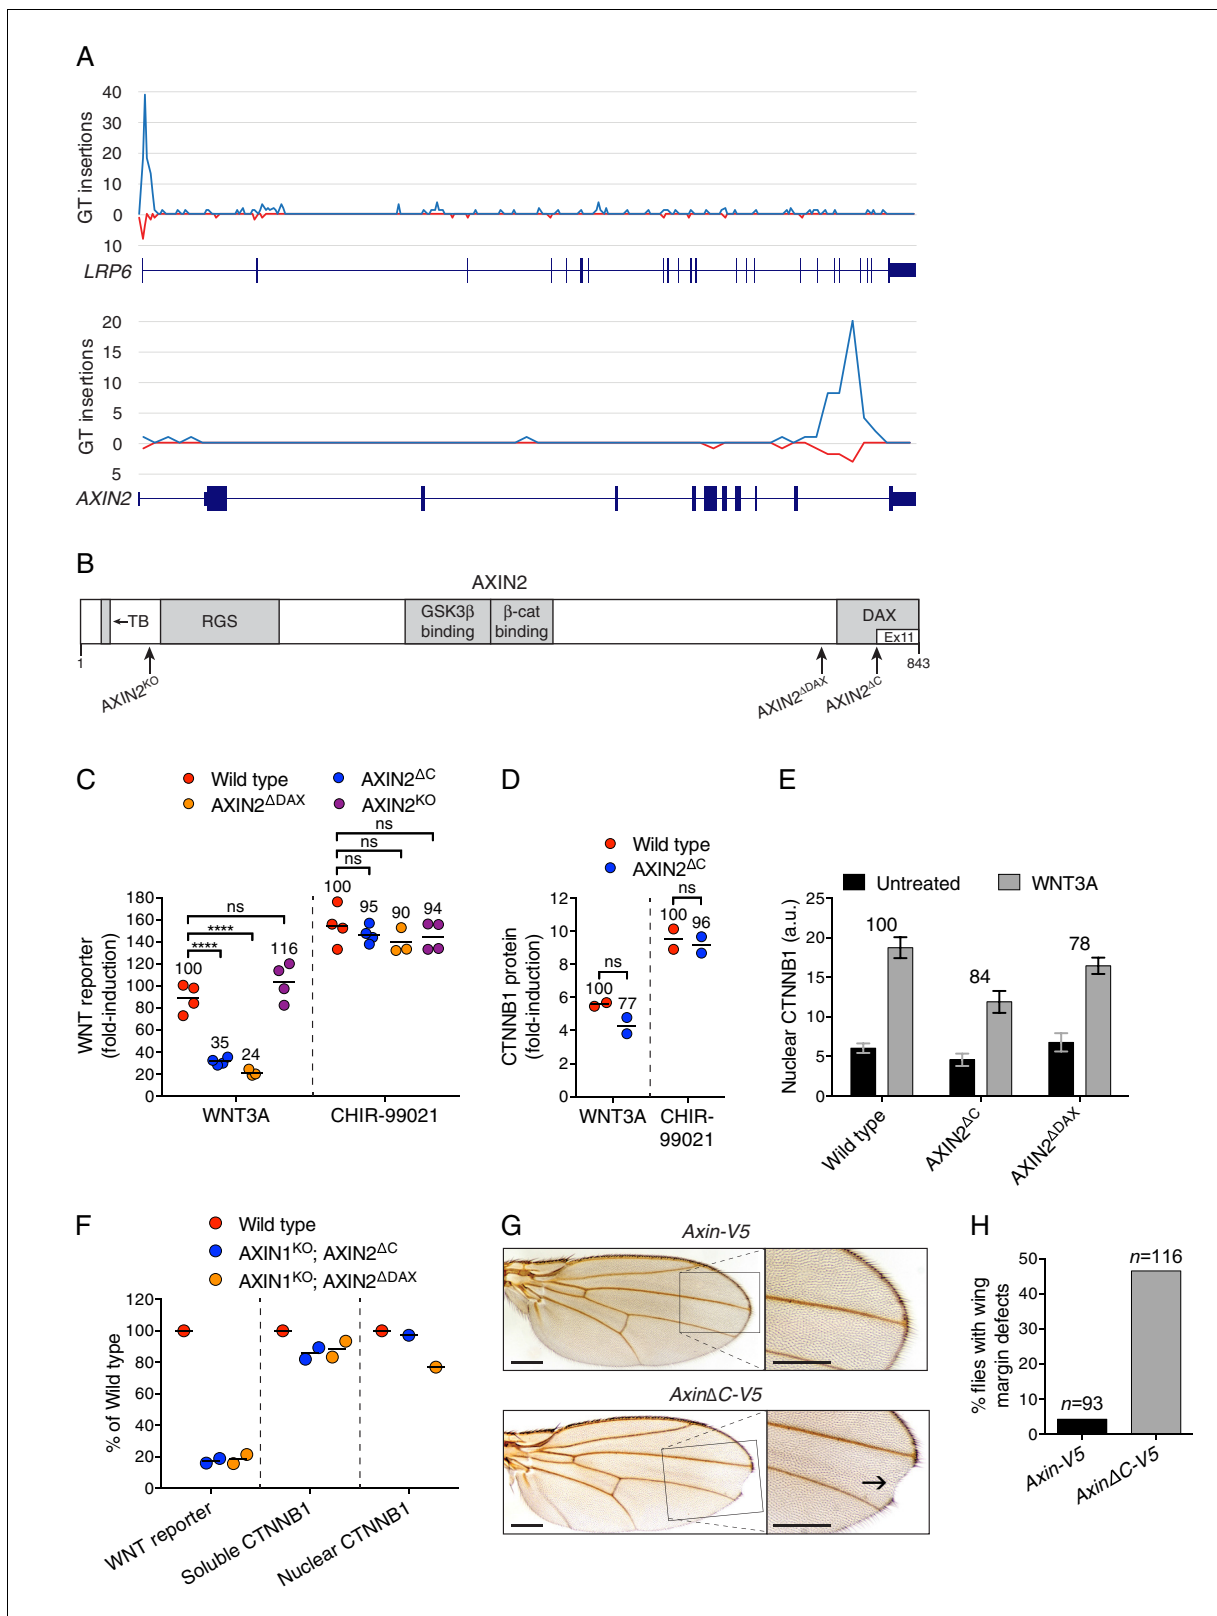 A
GT insertions
40
30
20
10
0
10
LRP6
GT insertions
20
15
10
5
0
5
AXIN2
B
AXIN2
←TB
RGS
GSK3β binding
β-cat binding
DAX
Ex11
1
843
AXIN2KO
AXIN2ΔDAX
AXIN2ΔC
C
Wild type
AXIN2ΔC
AXIN2ΔDAX
AXIN2KO
WNT reporter
(fold-induction)
180
160
140
120
100
80
60
40
20
0
ns
****
****
100
35
24
116
ns
ns
ns
100
95
90
94
WNT3A
CHIR-99021
D
Wild type
AXIN2ΔC
CTNNB1 protein
(fold-induction)
12
10
8
6
4
2
0
ns
100
77
ns
100
96
WNT3A
CHIR-
99021
E
Untreated
WNT3A
Nuclear CTNNB1 (a.u.)
25
20
15
10
5
0
100
84
78
Wild type
AXIN2ΔC
AXIN2ΔDAX
F
Wild type
AXIN1KO; AXIN2ΔC
AXIN1KO; AXIN2ΔDAX
% of Wild type
120
100
80
60
40
20
0
WNT reporter
Soluble CTNNB1
Nuclear CTNNB1
G
Axin-V5
AxinΔC-V5
H
% flies with wing
margin defects
50
40
30
20
10
0
n=93
n=116
Axin-V5
AxinΔC-V5